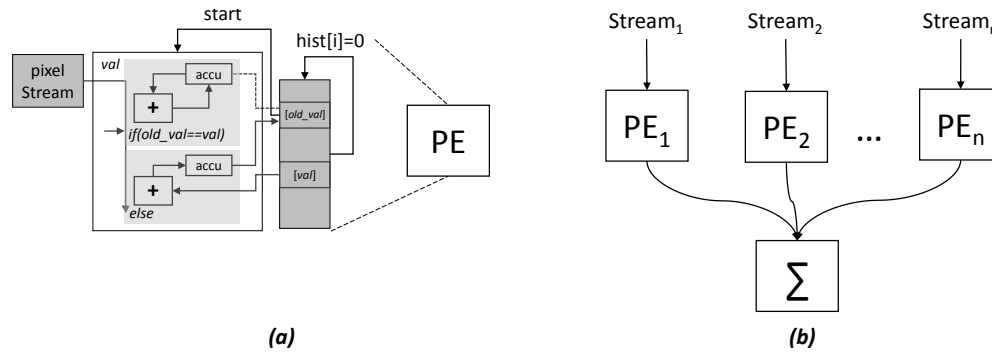 start
hist[i]=0
pixel
Stream
val
accu
+
if(old_val==val)
accu
+
else
[old_val]
[val]
PE
(a)
Stream1
Stream2
PE1
PE2
...
PEn
∑
(b)